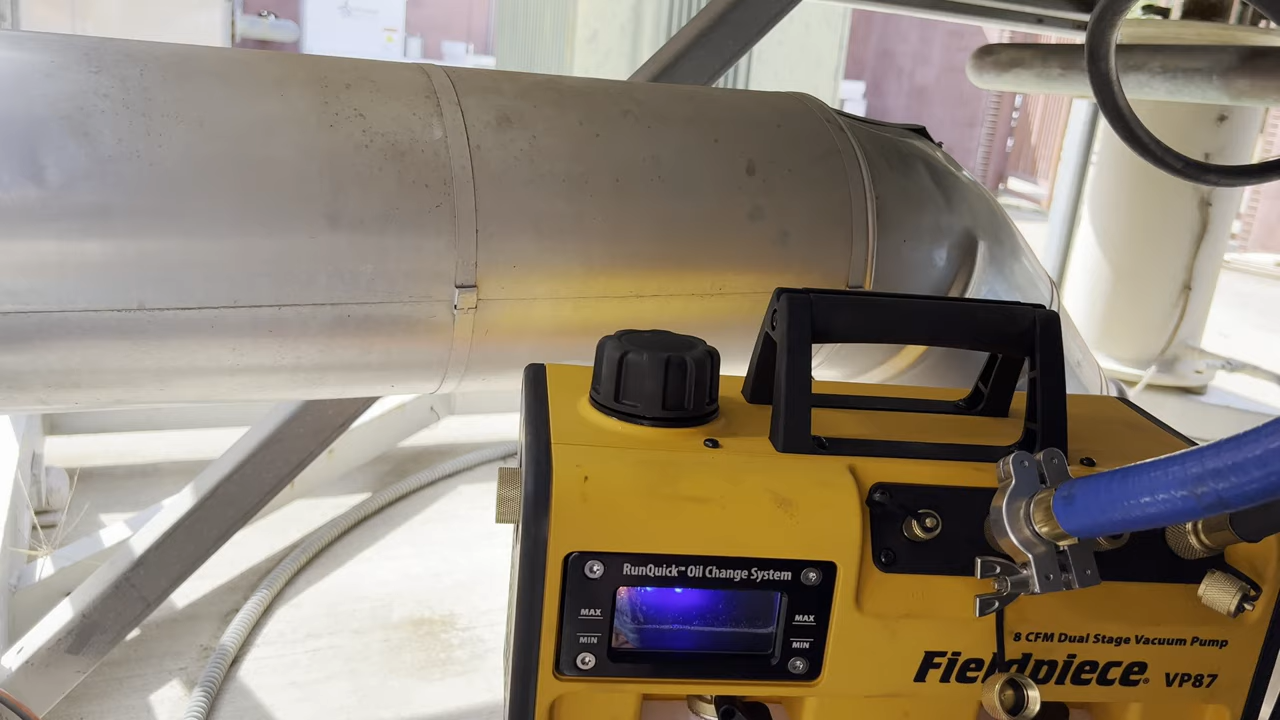 RunQuick™ Oil Change System
MAX
MIN
MAX
MIN
8 CFM Dual Stage Vacuum Pump
Fieldpiece® VP87